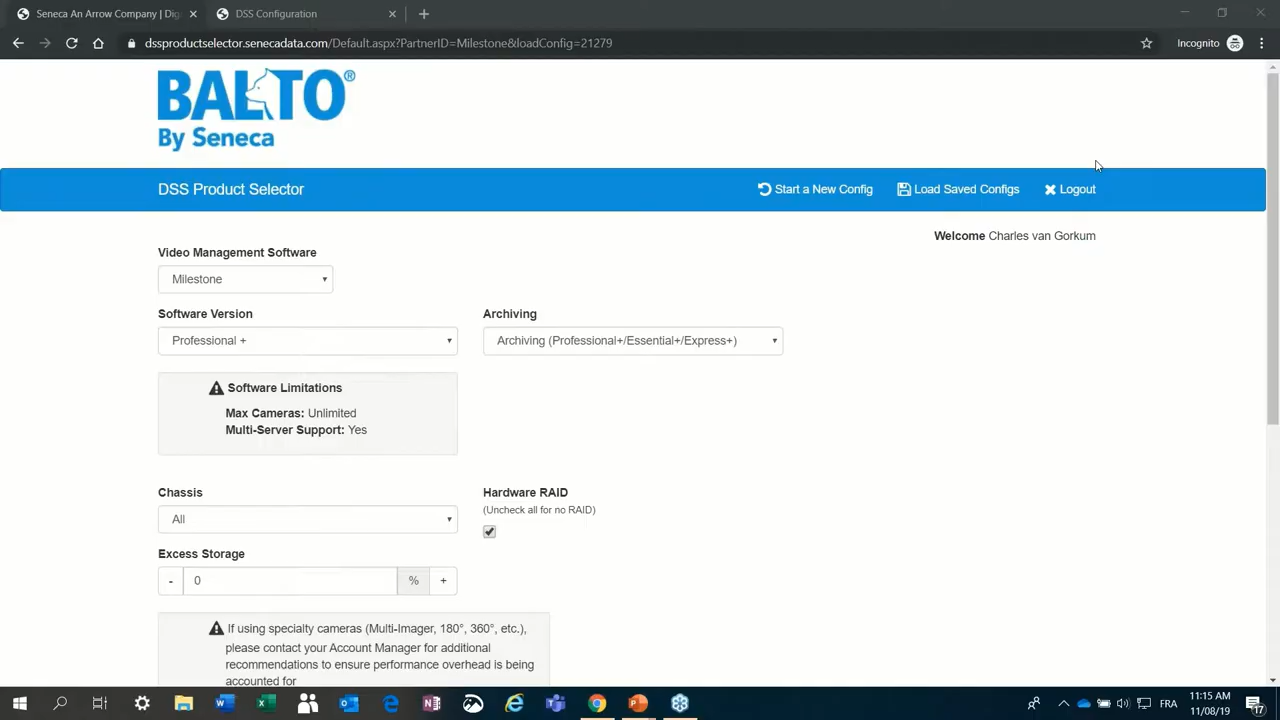 Seneca An Arrow Company | Dig
DSS Configuration
dssproductselector.senecadata.com/Default.aspx?PartnerID=Milestone&loadConfig=21279
Incognito
BALTO®
By Seneca
DSS Product Selector
Start a New Config
Load Saved Configs
Logout
Welcome Charles van Gorkum
Video Management Software
Milestone
Software Version
Archiving
Professional +
Archiving (Professional+/Essential+/Express+)
Software Limitations
Max Cameras: Unlimited
Multi-Server Support: Yes
Chassis
Hardware RAID
(Uncheck all for no RAID)
All
Excess Storage
- 0 % +
If using specialty cameras (Multi-Imager, 180°, 360°, etc.),
please contact your Account Manager for additional
recommendations to ensure performance overhead is being
accounted for
FRA
11:15 AM
11/08/19
17